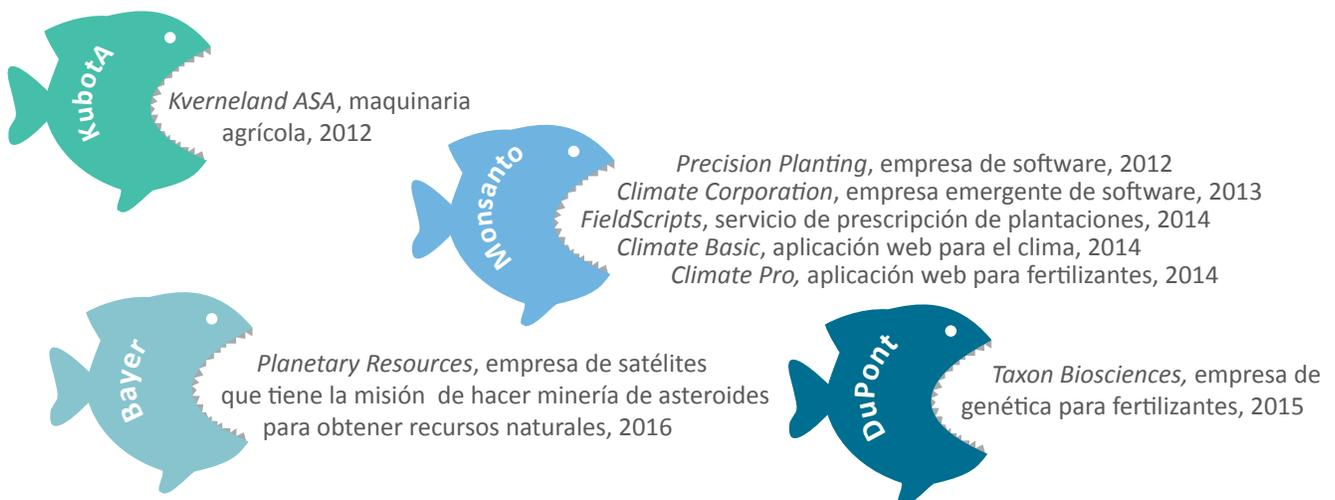 KubotA
Kverneland ASA, maquinaria
agrícola, 2012
Monsanto
Precision Planting, empresa de software, 2012
Climate Corporation, empresa emergente de software, 2013
FieldScripts, servicio de prescripción de plantaciones, 2014
Climate Basic, aplicación web para el clima, 2014
Climate Pro, aplicación web para fertilizantes, 2014
Bayer
Planetary Resources, empresa de satélites
que tiene la misión de hacer minería de asteroides
para obtener recursos naturales, 2016
DuPont
Taxon Biosciences, empresa de
genética para fertilizantes, 2015